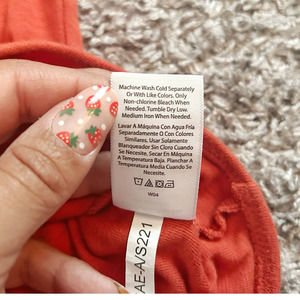 Machine Wash Cold Separately
Or With Like Colors. Only
Non-chlorine Bleach When
Needed. Tumble Dry Low.
Medium Iron When Needed.
Lavar A Máquina Con Agua Fría
Separadamente O Con Colores
Similares. Usar Solamente
Blanqueador Sin Cloro Cuando
Se Necesite. Secar En Máquina
A Temperatura Baja. Planchar A
Temperatura Media Cuando Se
Necesite.
W04
AE-A/S221